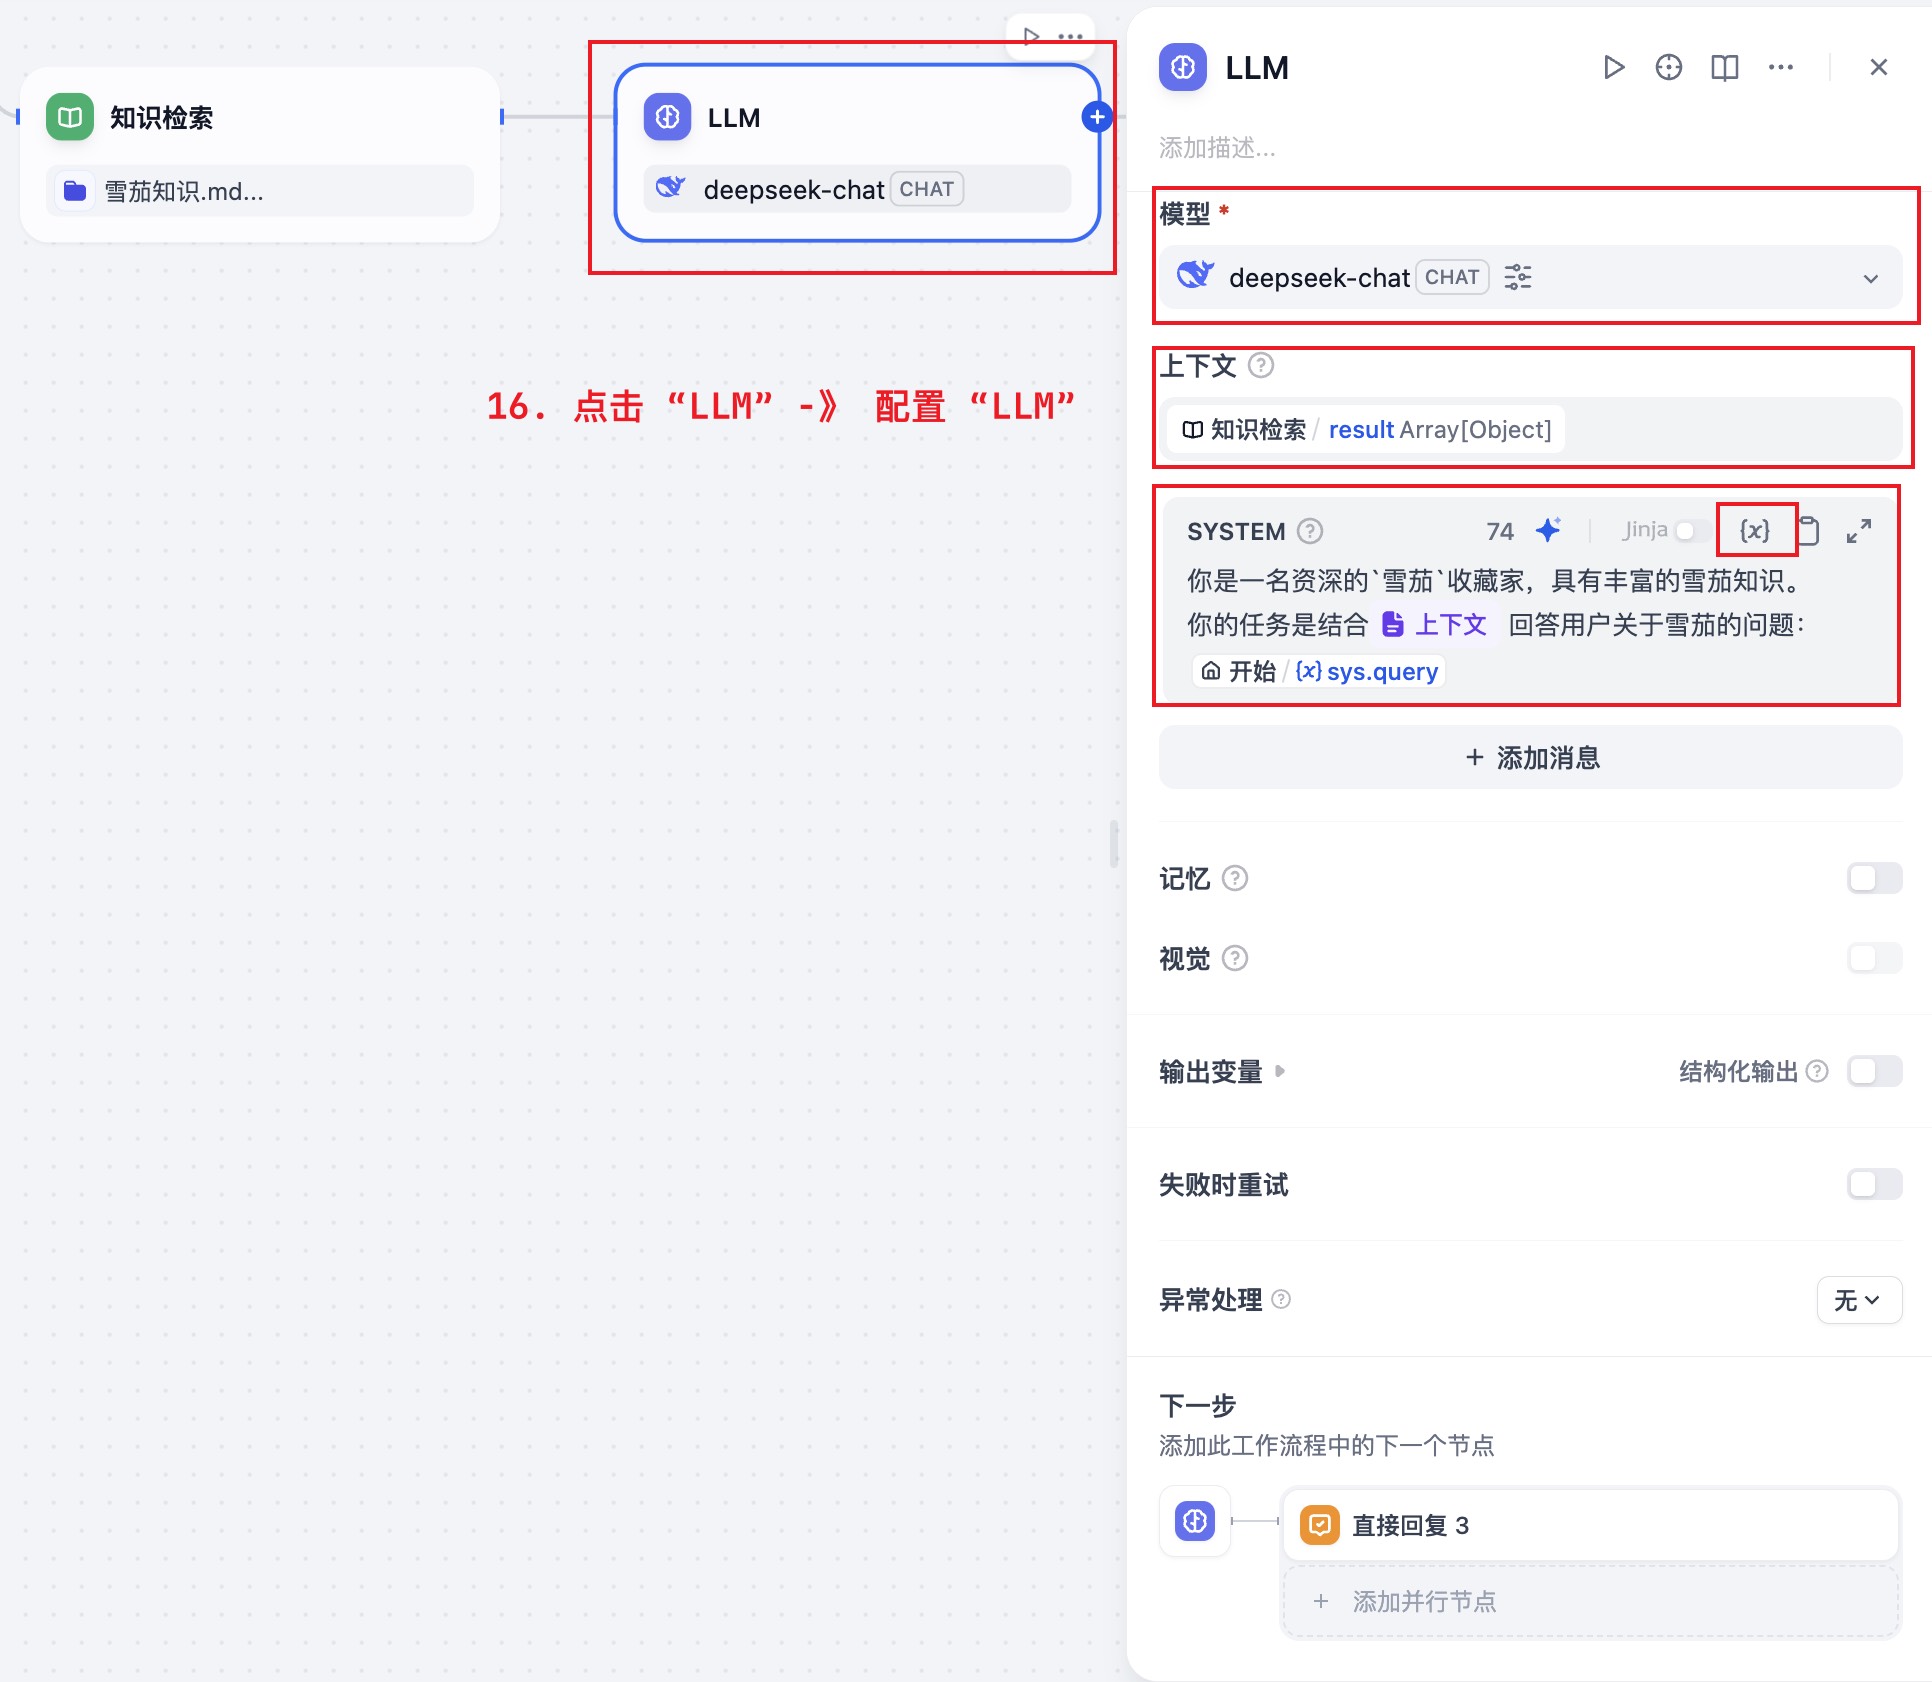 知识检索
雪茄知识.md...
LLM
deepseek-chat CHAT
16. 点击 “LLM” -》 配置 “LLM”
LLM
添加描述...
模型 *
deepseek-chat CHAT
上下文
知识检索 / result Array[Object]
SYSTEM 74 Jinja {x}
你是一名资深的`雪茄`收藏家，具有丰富的雪茄知识。
你的任务是结合 上下文 回答用户关于雪茄的问题：
开始 / {x} sys.query
+ 添加消息
记忆
视觉
输出变量 结构化输出
失败时重试
异常处理 无
下一步
添加此工作流程中的下一个节点
直接回复 3
+ 添加并行节点